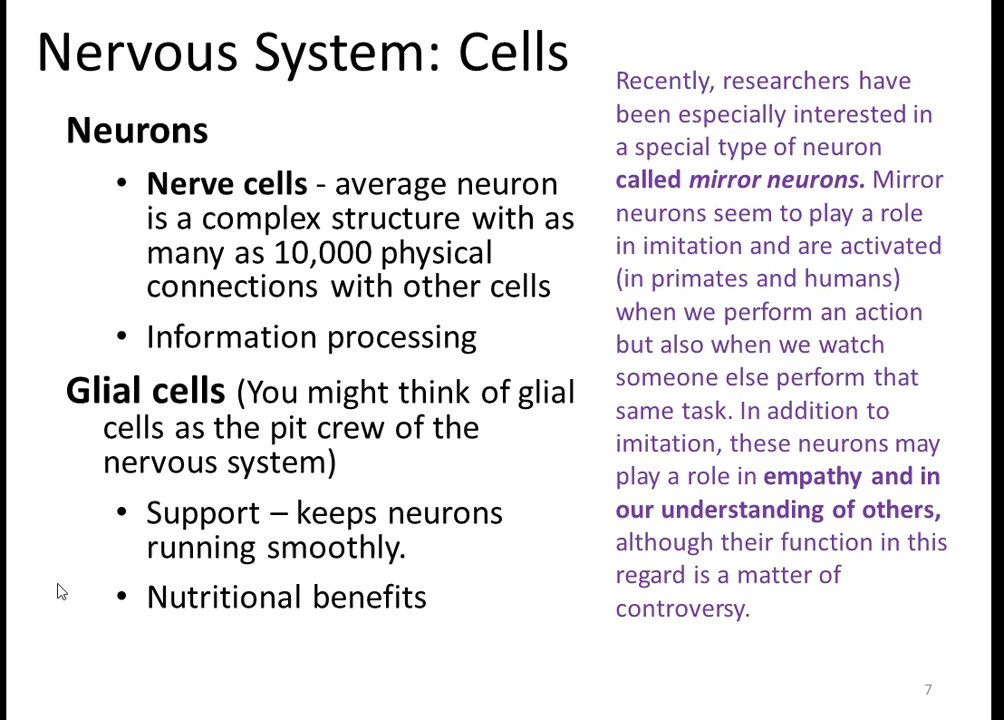 Nervous System: Cells
Neurons
• Nerve cells - average neuron
is a complex structure with as
many as 10,000 physical
connections with other cells
• Information processing
Glial cells (You might think of glial
cells as the pit crew of the
nervous system)
• Support – keeps neurons
running smoothly.
• Nutritional benefits
Recently, researchers have
been especially interested in
a special type of neuron
called mirror neurons. Mirror
neurons seem to play a role
in imitation and are activated
(in primates and humans)
when we perform an action
but also when we watch
someone else perform that
same task. In addition to
imitation, these neurons may
play a role in empathy and in
our understanding of others,
although their function in this
regard is a matter of
controversy.
7